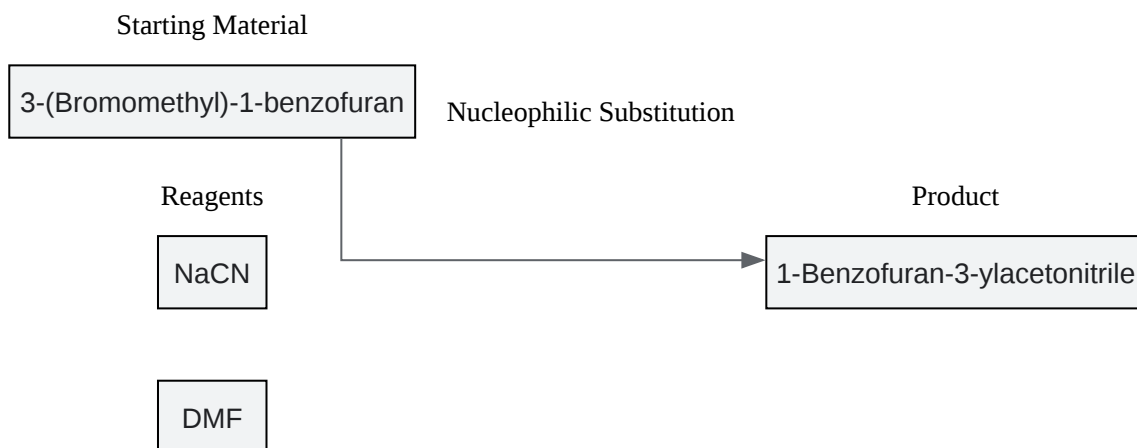 Starting Material
3-(Bromomethyl)-1-benzofuran
Nucleophilic Substitution
Reagents
Product
NaCN
1-Benzofuran-3-ylacetonitrile
DMF